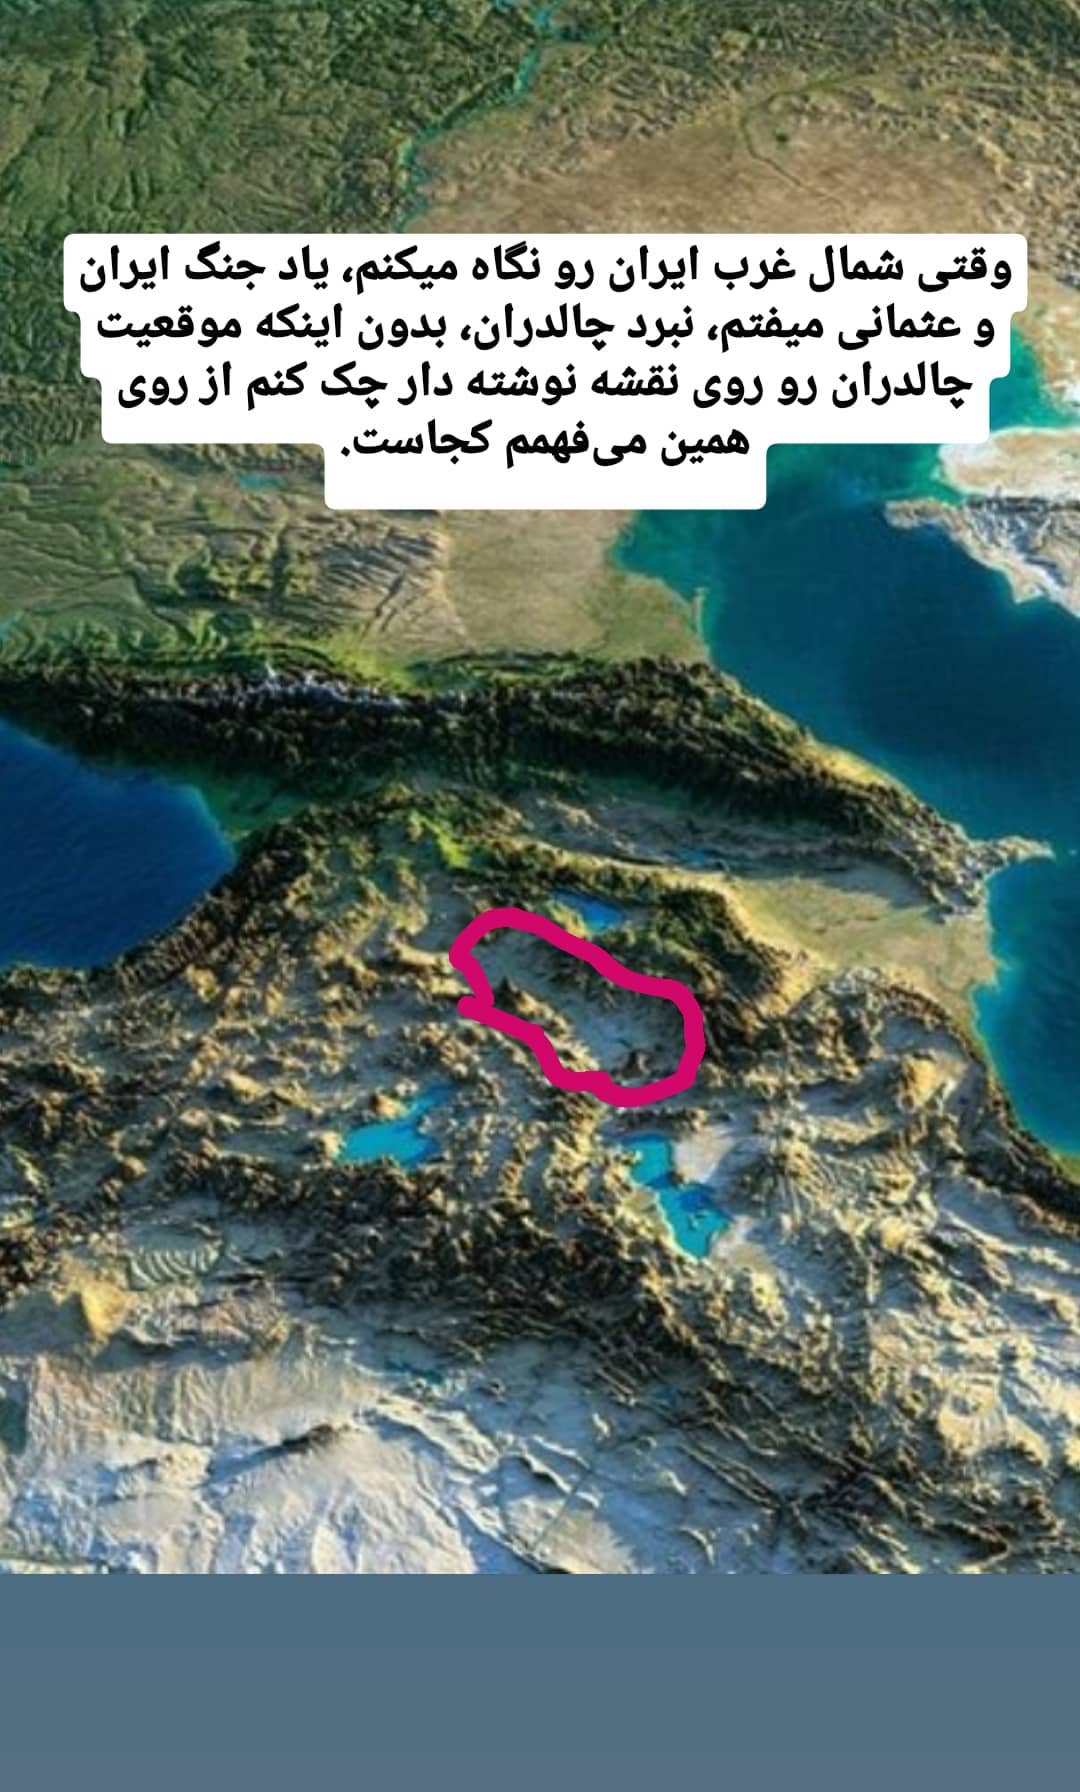 وقتی شمال غرب ایران رو نگاه میکنم، یاد جنگ ایران
و عثمانی میفتم، نبرد چالدران، بدون اینکه موقعیت
چالدران رو روی نقشه نوشته دار چک کنم از روی
همین می‌فهمم کجاست.